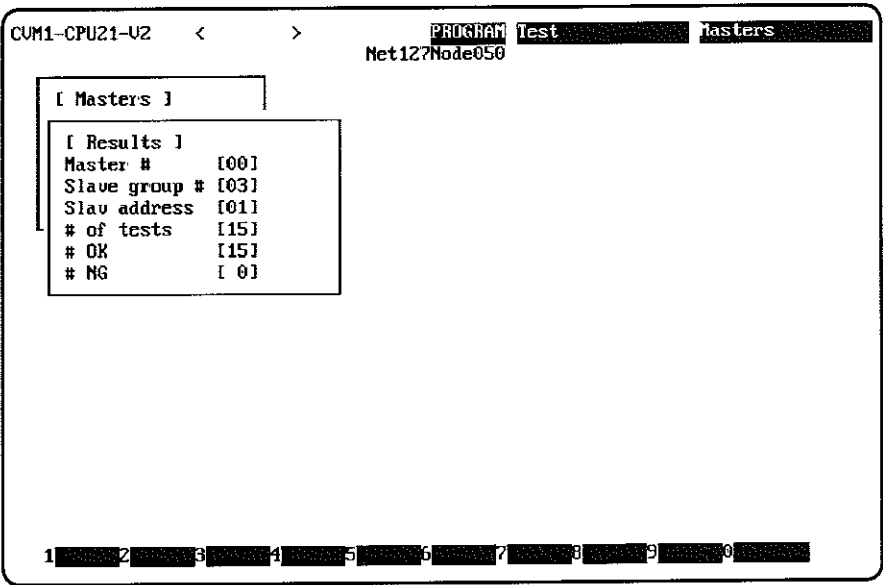 CVM1-CPU21-V2 < > PROGRAM Test Masters
Net127Node050
[ Masters ]
[ Results ]
Master # [00]
Slave group # [03]
Slav address [01]
# of tests [15]
# OK [15]
# NG [ 0]
1 2 3 4 5 6 7 8 9 0